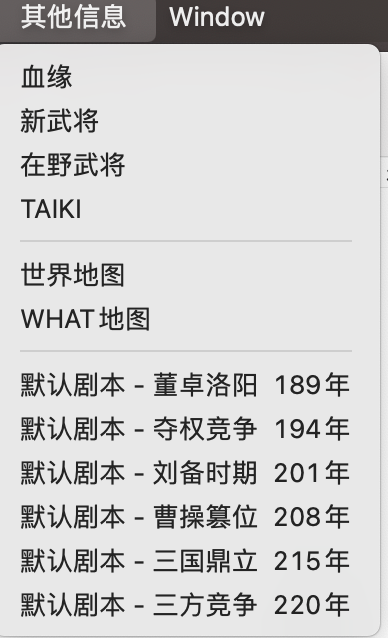 其他信息 Window
血缘
新武将
在野武将
TAIKI
世界地图
WHAT地图
默认剧本 - 董卓洛阳 189年
默认剧本 - 夺权竞争 194年
默认剧本 - 刘备时期 201年
默认剧本 - 曹操篡位 208年
默认剧本 - 三国鼎立 215年
默认剧本 - 三方竞争 220年